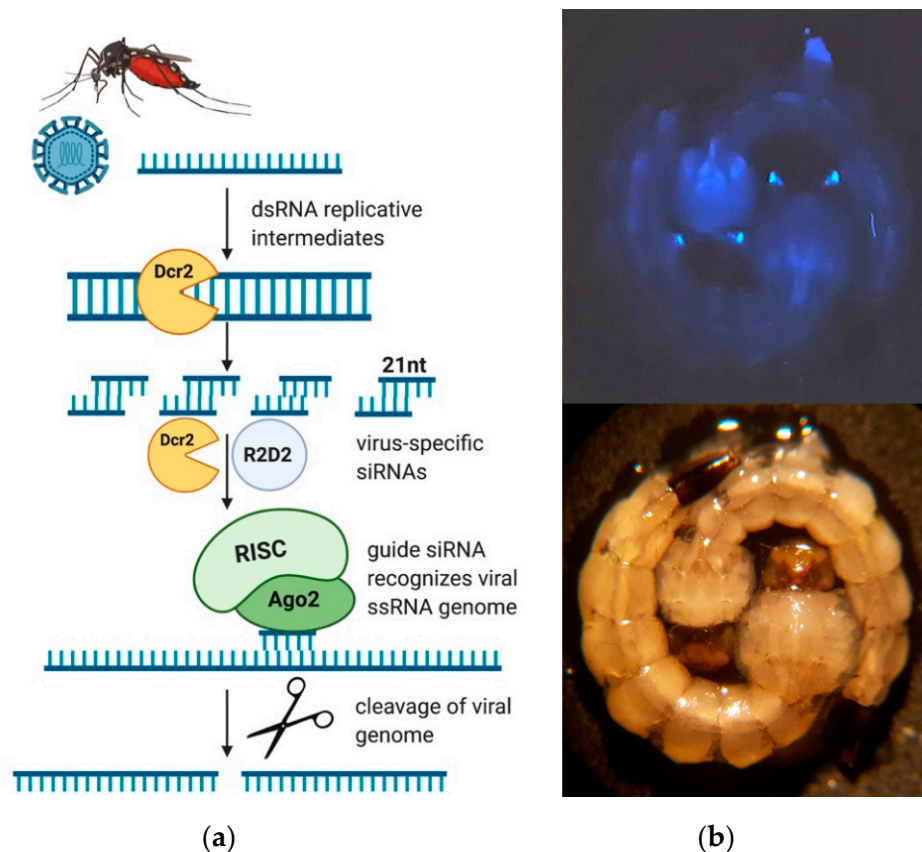 dsRNA replicative
intermediates
Dcr2
21nt
Dcr2
R2D2
virus-specific
siRNAs
RISC
Ago2
guide siRNA
recognizes viral
ssRNA genome
cleavage of viral
genome
(a)
(b)